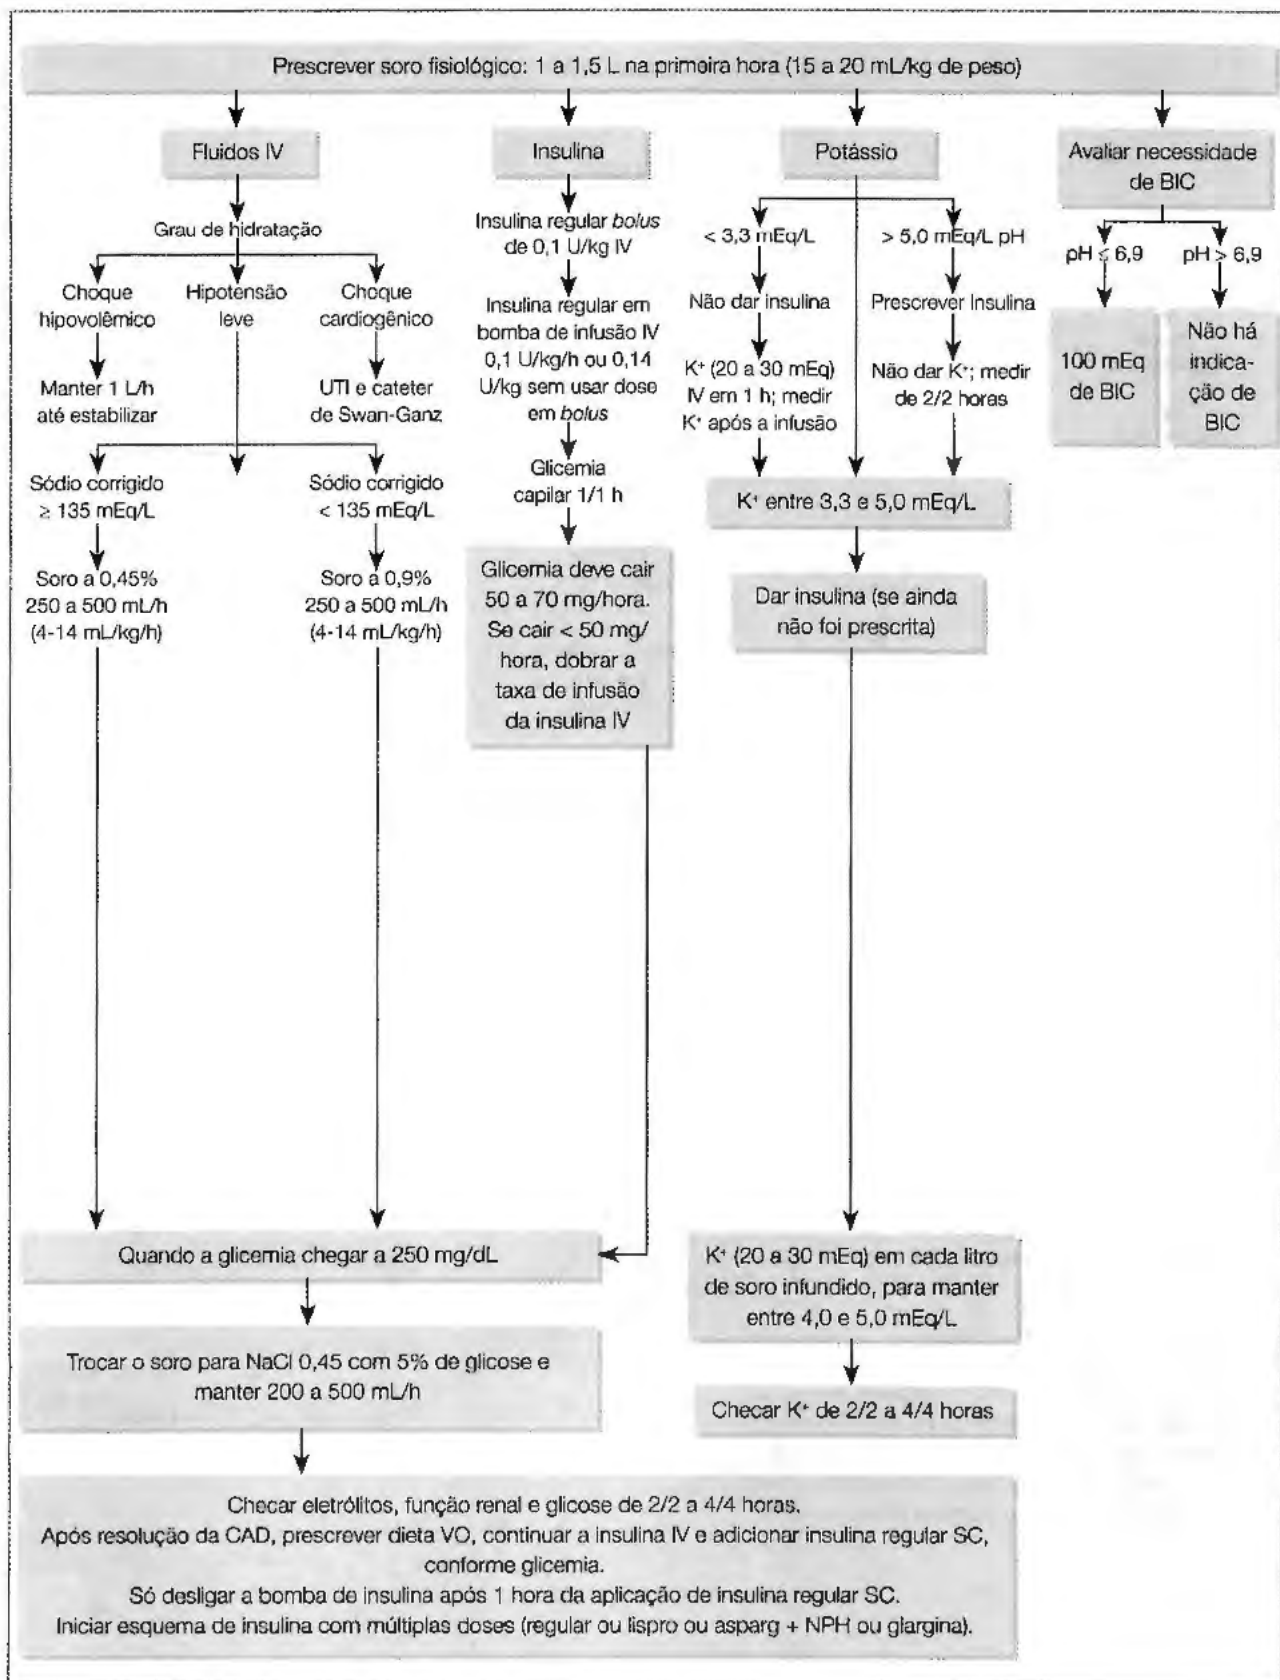 Prescrever soro fisiológico: 1 a 1,5 L na primeira hora (15 a 20 mL/kg de peso)
Fluidos IV
Grau de hidratação
Choque
hipovolêmico
Manter 1 L/h
até estabilizar
Hipotensão
leve
Choque
cardiogênico
UTI e cateter
de Swan-Ganz
Sódio corrigido
≥ 135 mEq/L
Soro a 0,45%
250 a 500 mL/h
(4-14 mL/kg/h)
Sódio corrigido
< 135 mEq/L
Soro a 0,9%
250 a 500 mL/h
(4-14 mL/kg/h)
Insulina
Insulina regular bolus
de 0,1 U/kg IV
Insulina regular em
bomba de infusão IV
0,1 U/kg/h ou 0,14
U/kg sem usar dose
em bolus
Glicemia
capilar 1/1 h
Glicemia deve cair
50 a 70 mg/hora.
Se cair < 50 mg/
hora, dobrar a
taxa de infusão
da insulina IV
Potássio
< 3,3 mEq/L
Não dar insulina
K+ (20 a 30 mEq)
IV em 1 h; medir
K+ após a infusão
> 5,0 mEq/L pH
Prescrever Insulina
Não dar K+; medir
de 2/2 horas
K+ entre 3,3 e 5,0 mEq/L
Dar insulina (se ainda
não foi prescrita)
K+ (20 a 30 mEq) em cada litro
de soro infundido, para manter
entre 4,0 e 5,0 mEq/L
Checar K+ de 2/2 a 4/4 horas
Avaliar necessidade
de BIC
pH ≤ 6,9
100 mEq
de BIC
pH > 6,9
Não há
indica-
ção de
BIC
Quando a glicemia chegar a 250 mg/dL
Trocar o soro para NaCl 0,45 com 5% de glicose e
manter 200 a 500 mL/h
Checar eletrólitos, função renal e glicose de 2/2 a 4/4 horas.
Após resolução da CAD, prescrever dieta VO, continuar a insulina IV e adicionar insulina regular SC,
conforme glicemia.
Só desligar a bomba de insulina após 1 hora da aplicação de insulina regular SC.
Iniciar esquema de insulina com múltiplas doses (regular ou lispro ou asparg + NPH ou glargina).